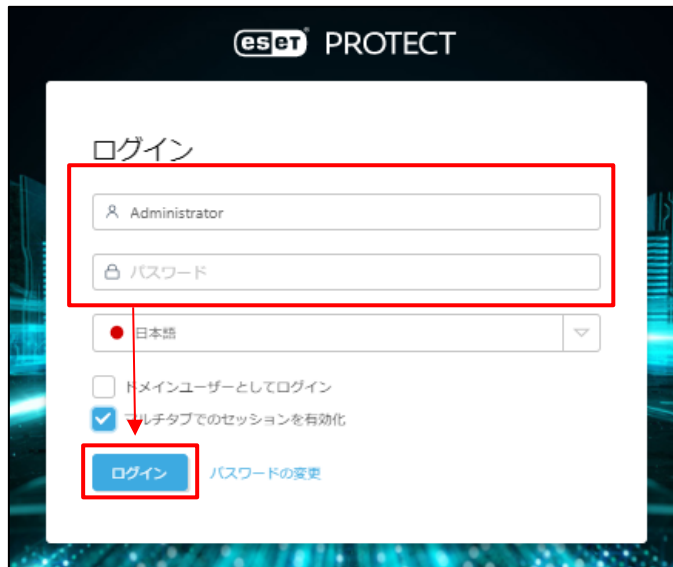 eset PROTECT
ログイン
Administrator
パスワード
日本語
ドメインユーザーとしてログイン
マルチタブでのセッションを有効化
ログイン パスワードの変更